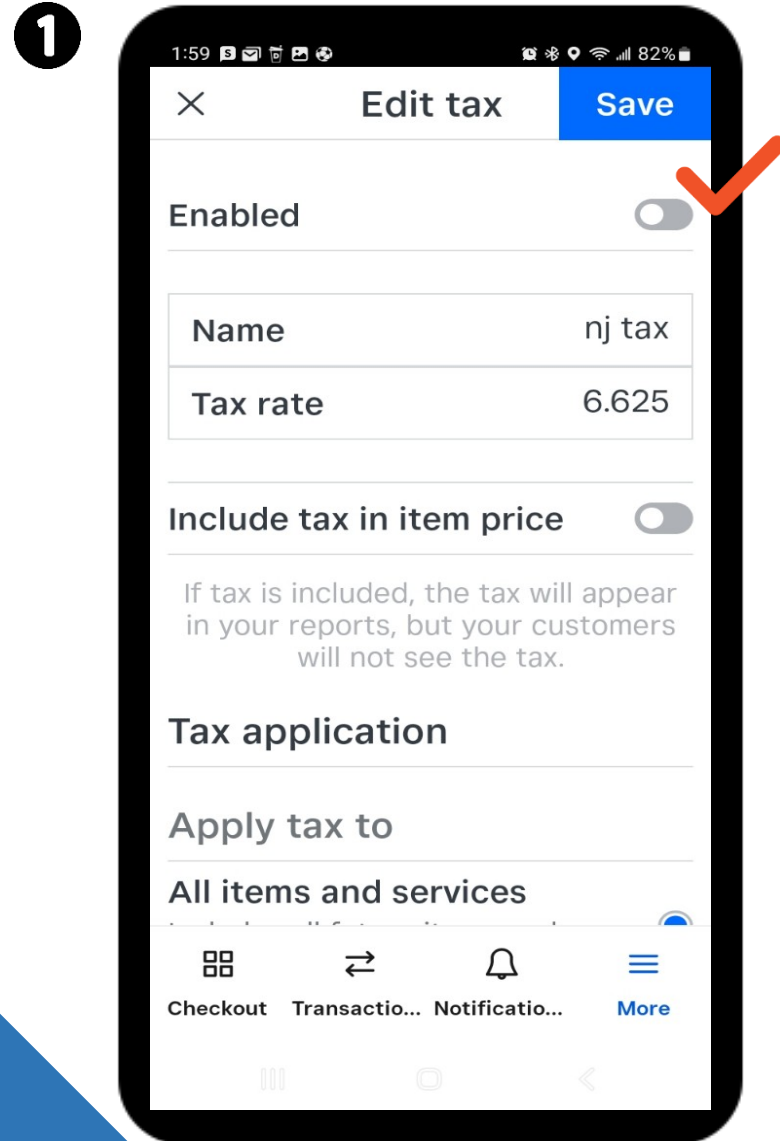 1
1:59 82%
Edit tax Save
Enabled
Name nj tax
Tax rate 6.625
Include tax in item price
If tax is included, the tax will appear
in your reports, but your customers
will not see the tax.
Tax application
Apply tax to
All items and services
Checkout Transactio... Notificatio... More